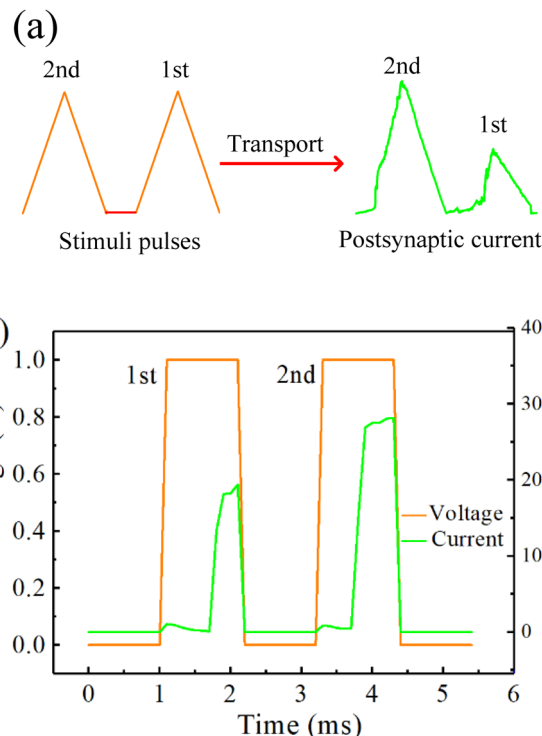 (a)
2nd 1st 2nd
1st
Transport
Stimuli pulses Postsynaptic current
40
1.0
1st 2nd
30
0.8
0.6
20
Voltage
Current
0.4
10
0.2
0
0.0
0 1 2 3 4 5 6
Time (ms)